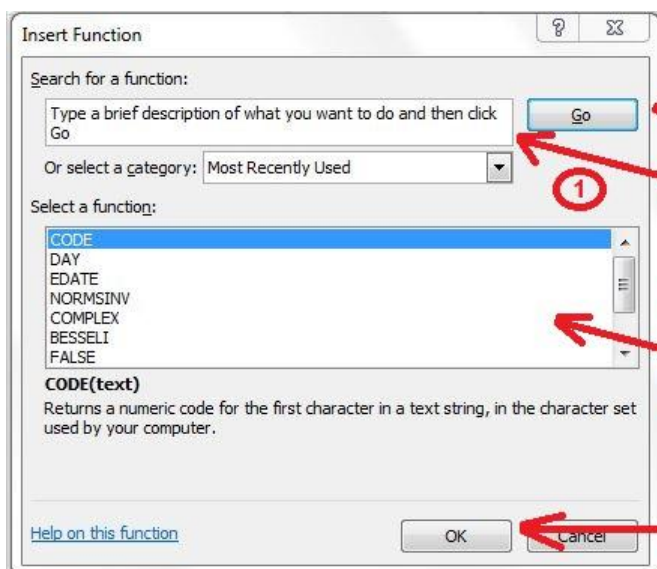 Insert Function
Search for a function:
Type a brief description of what you want to do and then click
Go
Go
Or select a category: Most Recently Used
1
Select a function:
CODE
DAY
EDATE
NORMSINV
COMPLEX
BESSELI
FALSE
CODE(text)
Returns a numeric code for the first character in a text string, in the character set
used by your computer.
Help on this function
OK
Cancel